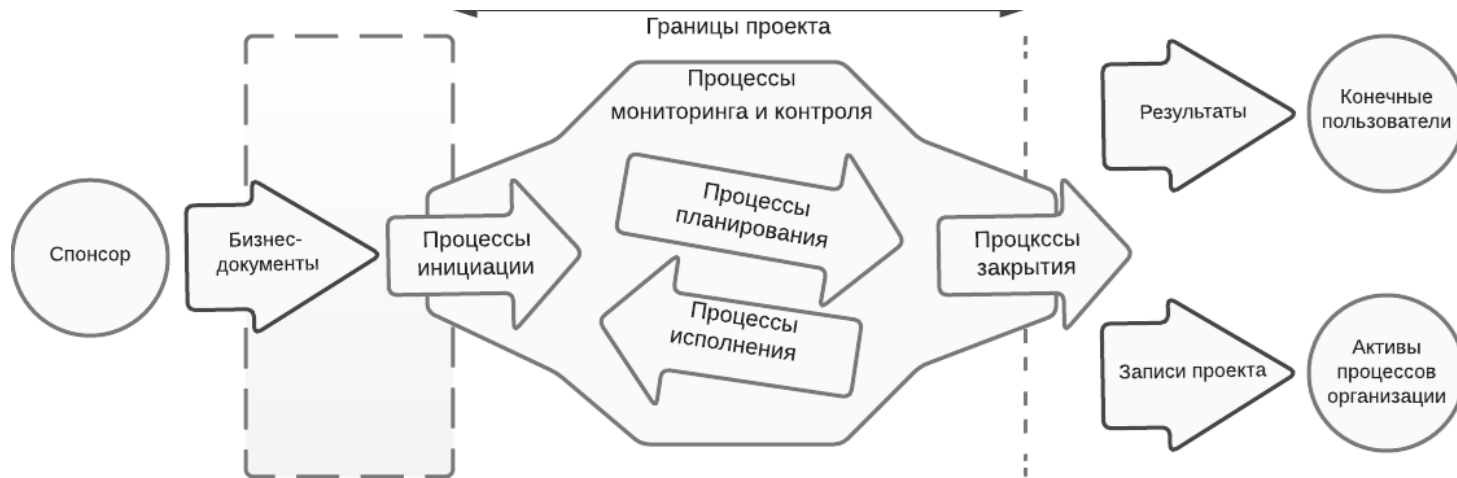 Границы проекта
Процессы
мониторинга и контроля
Спонсор
Бизнес-
документы
Процессы
инициации
Процессы
планирования
Процессы
исполнения
Процкссы
закрытия
Результаты
Конечные
пользователи
Записи проекта
Активы
процессов
организации